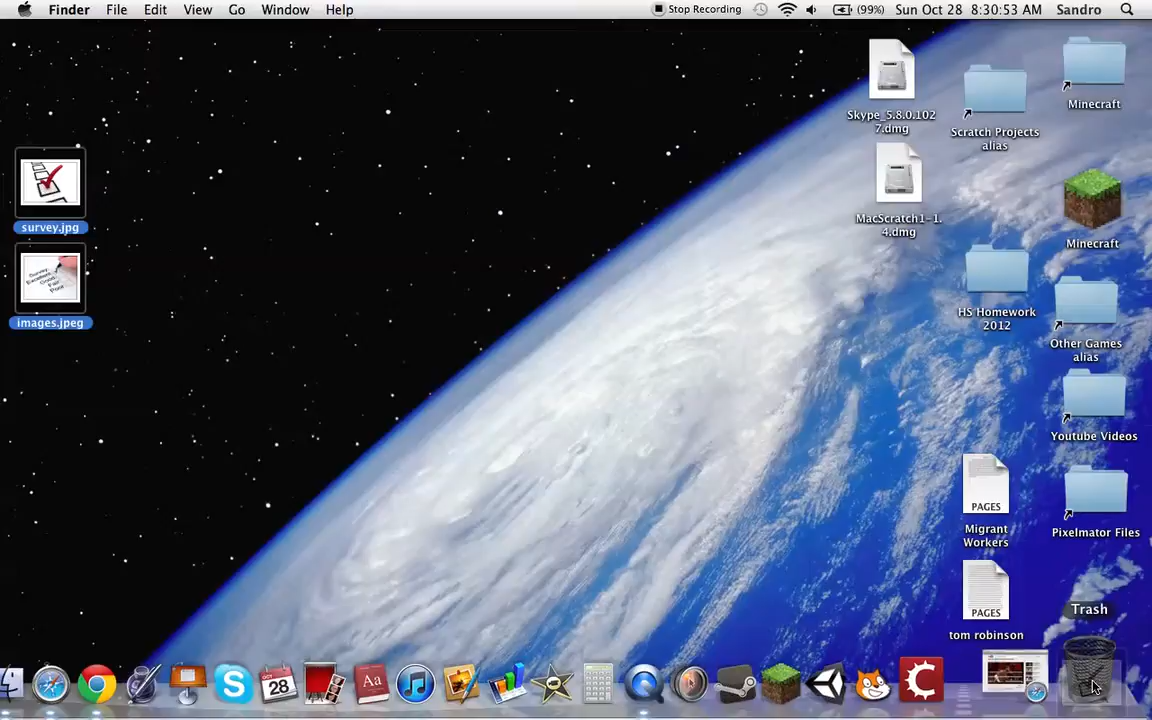 Finder File Edit View Go Window Help
Stop Recording (99%) Sun Oct 28 8:30:53 AM Sandro
survey.jpg
images.jpeg
Skype_5.8.0.102
7.dmg
MacScratch1-1.
4.dmg
Scratch Projects
alias
Minecraft
Minecraft
HS Homework
2012
Other Games
alias
Youtube Videos
PAGES
Migrant
Workers
Pixelmator Files
PAGES
tom robinson
Trash
OCT
28
Aa